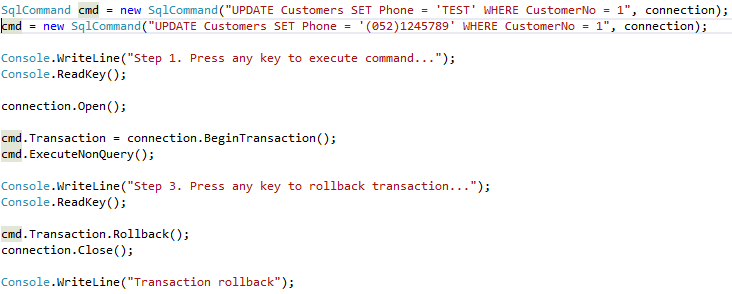 SqlCommand cmd = new SqlCommand("UPDATE Customers SET Phone = 'TEST' WHERE CustomerNo = 1", connection);
cmd = new SqlCommand("UPDATE Customers SET Phone = '(052)1245789' WHERE CustomerNo = 1", connection);
Console.WriteLine("Step 1. Press any key to execute command...");
Console.ReadKey();
connection.Open();
cmd.Transaction = connection.BeginTransaction();
cmd.ExecuteNonQuery();
Console.WriteLine("Step 3. Press any key to rollback transaction...");
Console.ReadKey();
cmd.Transaction.Rollback();
connection.Close();
Console.WriteLine("Transaction rollback");